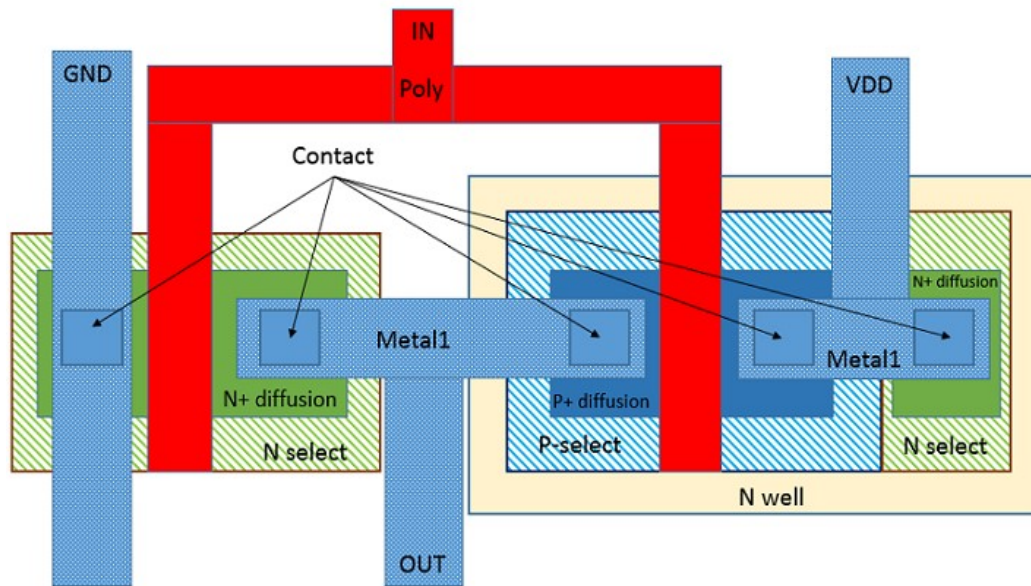 IN
GND
Poly
VDD
Contact
N+ diffusion
Metal1
Metal1
N+ diffusion
P+ diffusion
N select
P-select
N select
N well
OUT